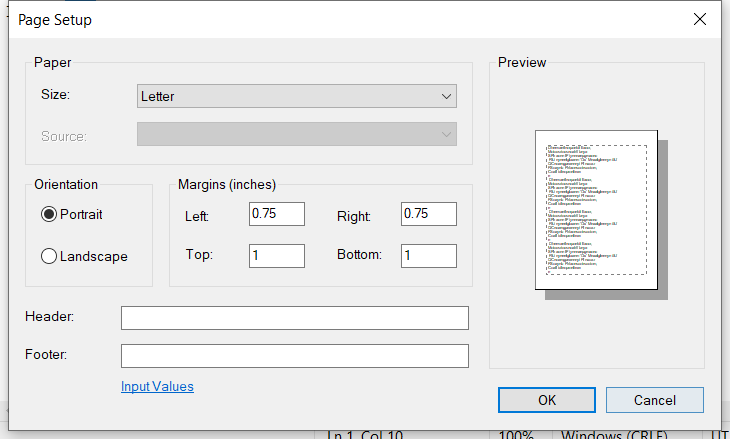 Page Setup
Paper
Size:
Letter
Source:
Orientation
Portrait
Landscape
Margins (inches)
Left:
0.75
Right:
0.75
Top:
1
Bottom:
1
Header:
Footer:
Input Values
Preview
OK
Cancel
Ln 1, Col 10
100%
Windows (CRLF)
UT